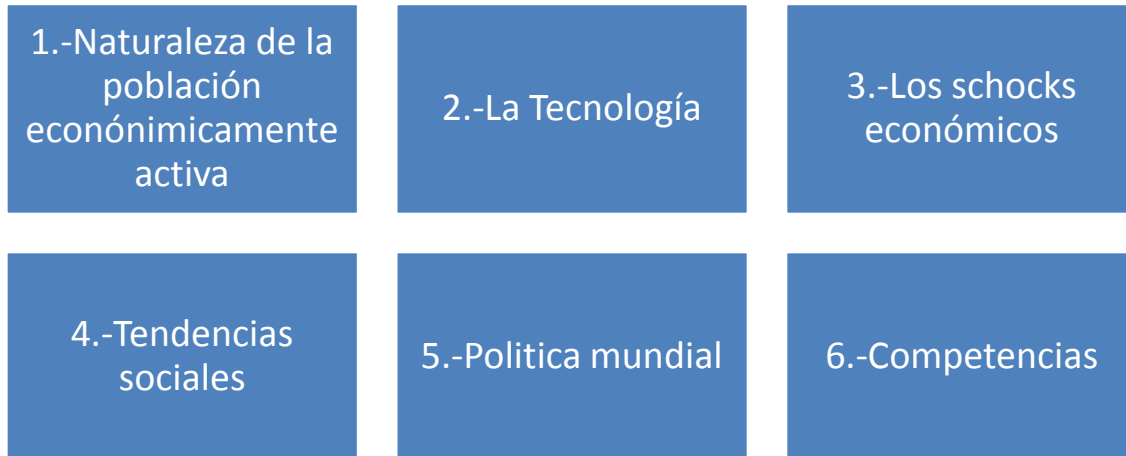 1.-Naturaleza de la
población
económicamente
activa
2.-La Tecnología
3.-Los schocks
económicos
4.-Tendencias
sociales
5.-Politica mundial
6.-Competencias